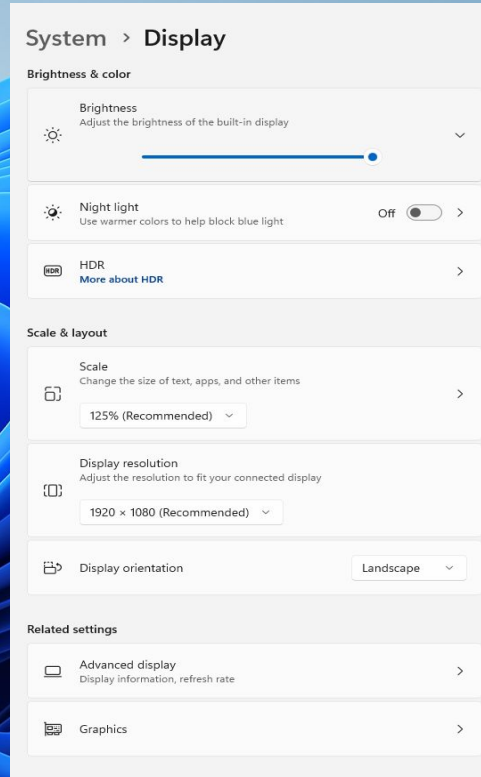 System > Display
Brightness & color
Brightness
Adjust the brightness of the built-in display
Night light
Use warmer colors to help block blue light
Off
HDR
HDR
More about HDR
Scale & layout
Scale
Change the size of text, apps, and other items
125% (Recommended)
Display resolution
Adjust the resolution to fit your connected display
1920 × 1080 (Recommended)
Display orientation
Landscape
Related settings
Advanced display
Display information, refresh rate
Graphics